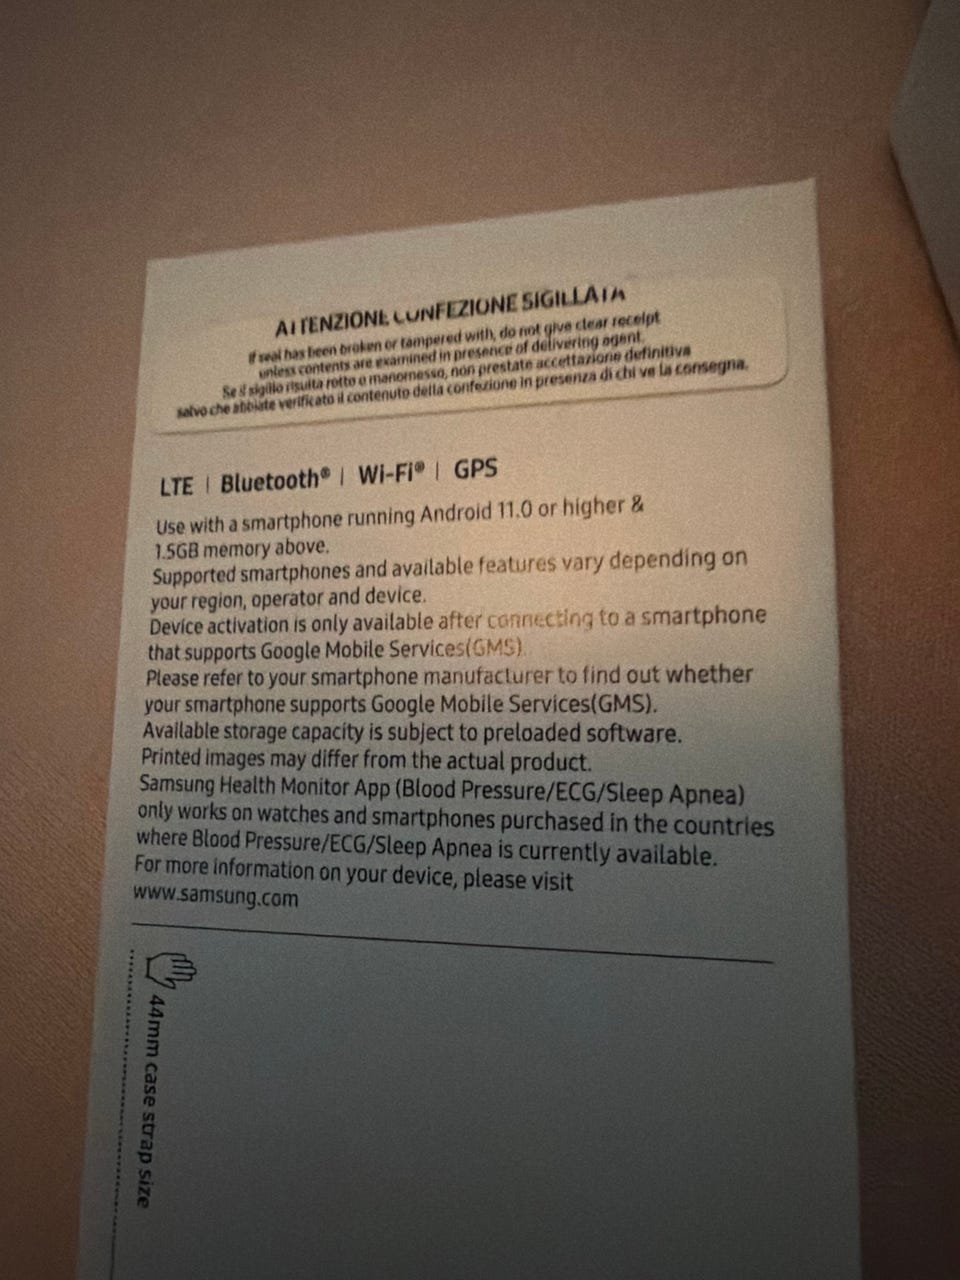 ATTENZIONE CONFEZIONE SIGILLATA
If seal has been broken or tampered with, do not give clear receipt
unless contents are examined in presence of delivering agent.
Se il sigillo risulta rotto o manomesso, non prestate accettazione definitiva
salvo che abbiate verificato il contenuto della confezione in presenza di chi ve la consegna.
LTE | Bluetooth® | Wi-Fi® | GPS
Use with a smartphone running Android 11.0 or higher &
1.5GB memory above.
Supported smartphones and available features vary depending on
your region, operator and device.
Device activation is only available after connecting to a smartphone
that supports Google Mobile Services(GMS).
Please refer to your smartphone manufacturer to find out whether
your smartphone supports Google Mobile Services(GMS).
Available storage capacity is subject to preloaded software.
Printed images may differ from the actual product.
Samsung Health Monitor App (Blood Pressure/ECG/Sleep Apnea)
only works on watches and smartphones purchased in the countries
where Blood Pressure/ECG/Sleep Apnea is currently available.
For more information on your device, please visit
www.samsung.com
44mm case strap size